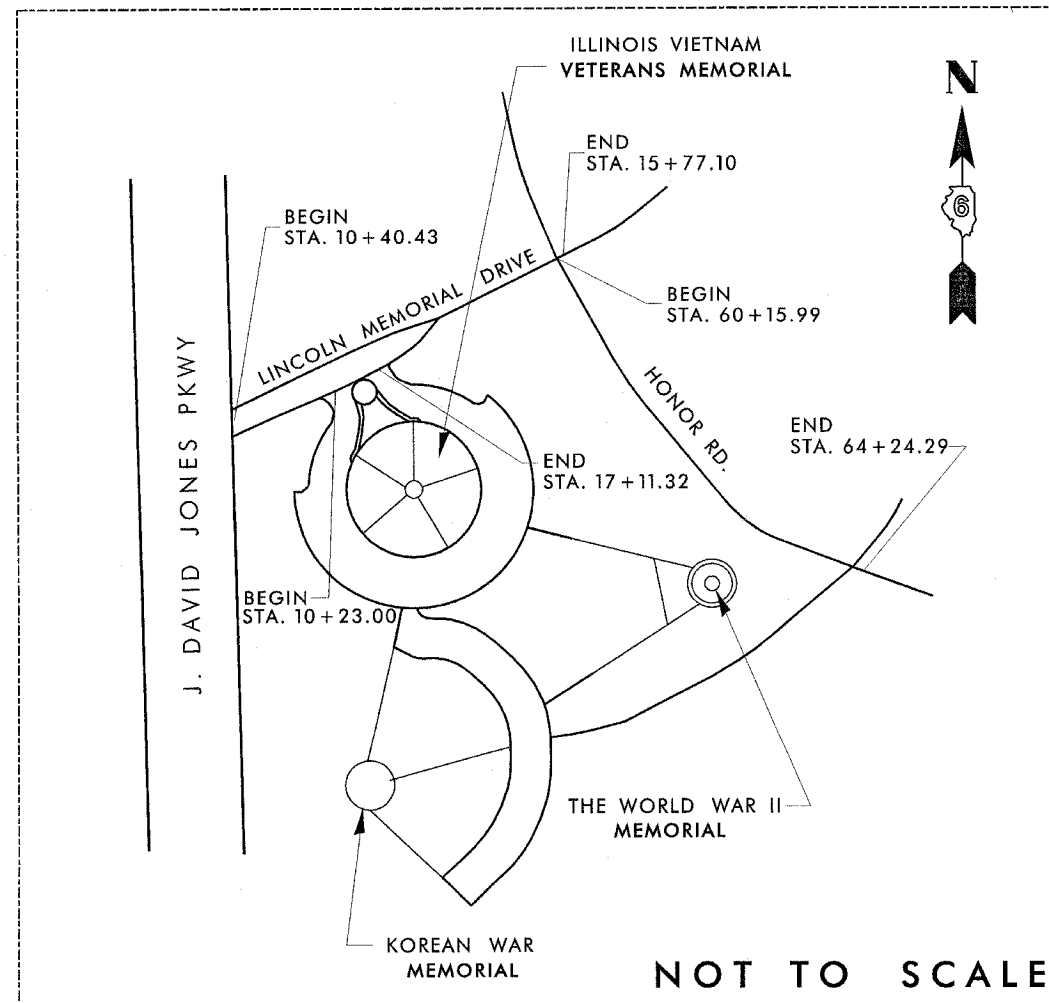 ILLINOIS VIETNAM
VETERANS MEMORIAL
N
6
END
STA. 15+77.10
BEGIN
STA. 10+40.43
LINCOLN MEMORIAL DRIVE
BEGIN
STA. 60+15.99
J. DAVID JONES PKWY
HONOR RD.
END
STA. 64+24.29
END
STA. 17+11.32
BEGIN
STA. 10+23.00
THE WORLD WAR II
MEMORIAL
KOREAN WAR
MEMORIAL
NOT TO SCALE